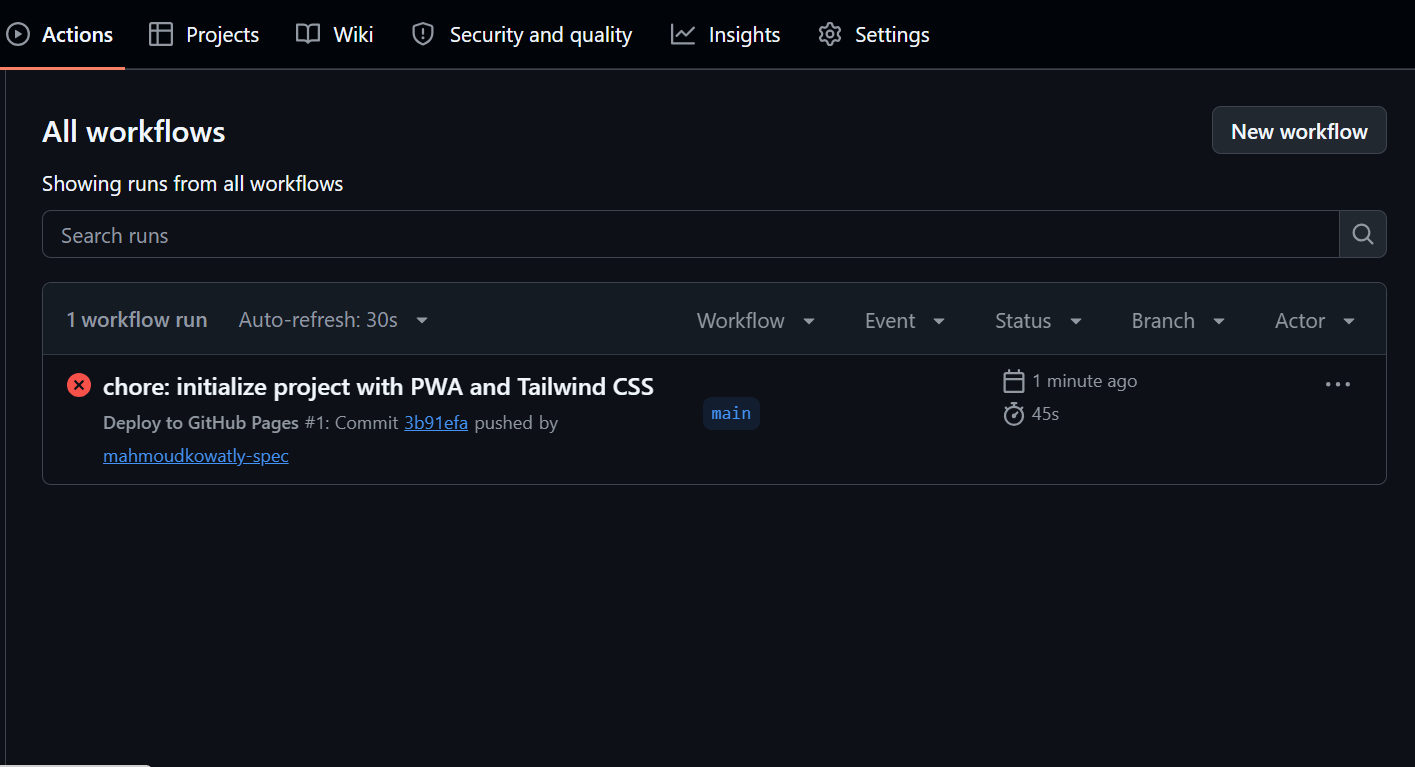 Actions Projects Wiki Security and quality Insights Settings
All workflows
New workflow
Showing runs from all workflows
Search runs
1 workflow run Auto-refresh: 30s Workflow Event Status Branch Actor
chore: initialize project with PWA and Tailwind CSS
Deploy to GitHub Pages #1: Commit 3b91efa pushed by
mahmoudkowatly-spec
main
1 minute ago
45s